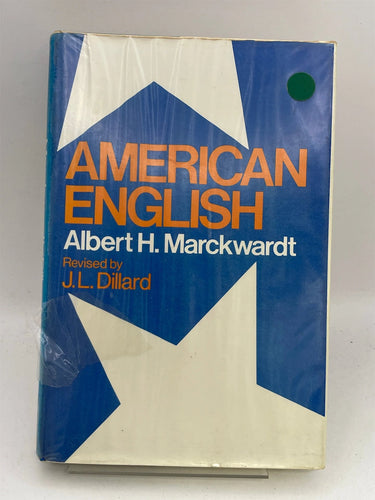 AMERICAN
ENGLISH
Albert H. Marckwardt
Revised by
J.L. Dillard